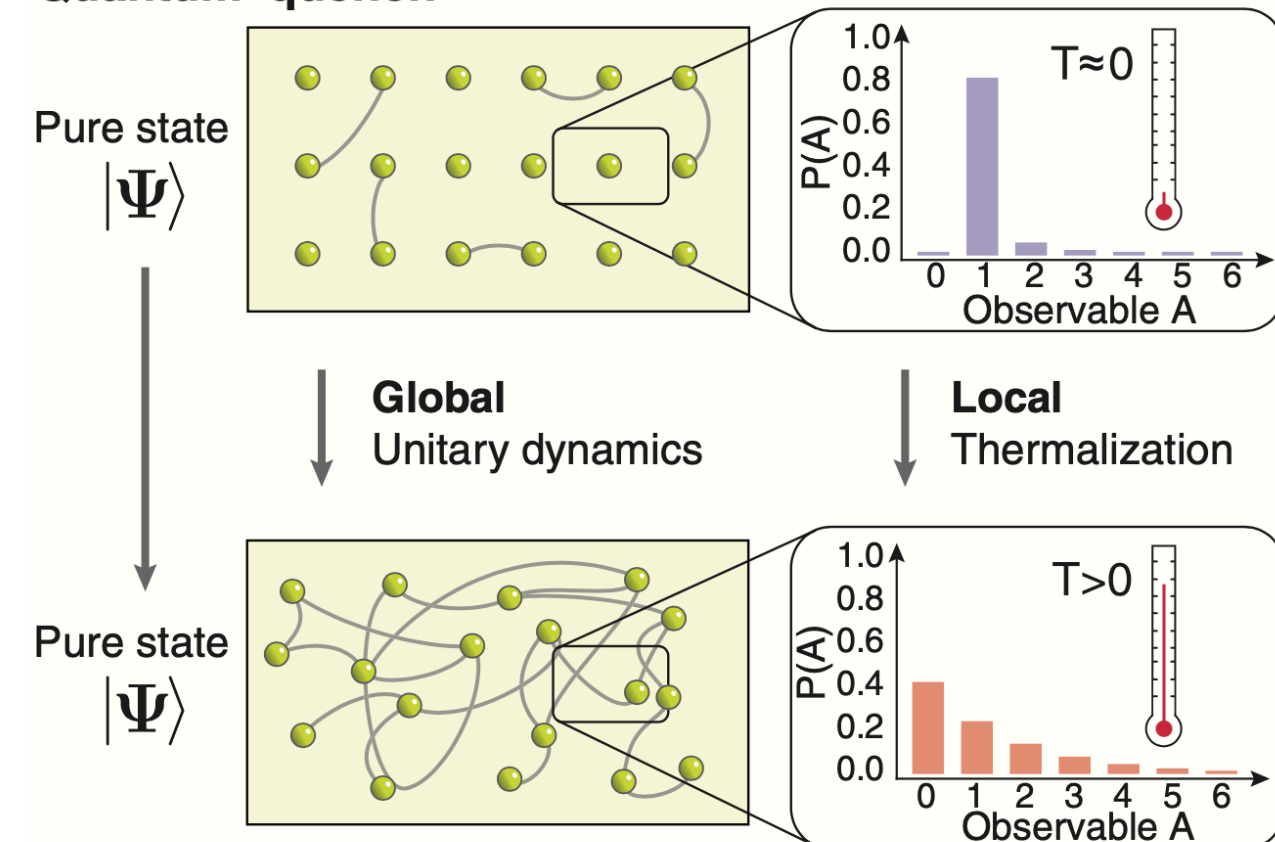 Pure state
|Ψ⟩
1.0
0.8
0.6
0.4
0.2
0.0
P(A)
T≈0
0 1 2 3 4 5 6
Observable A
Global
Unitary dynamics
Local
Thermalization
Pure state
|Ψ⟩
1.0
0.8
0.6
0.4
0.2
0.0
P(A)
T>0
0 1 2 3 4 5 6
Observable A